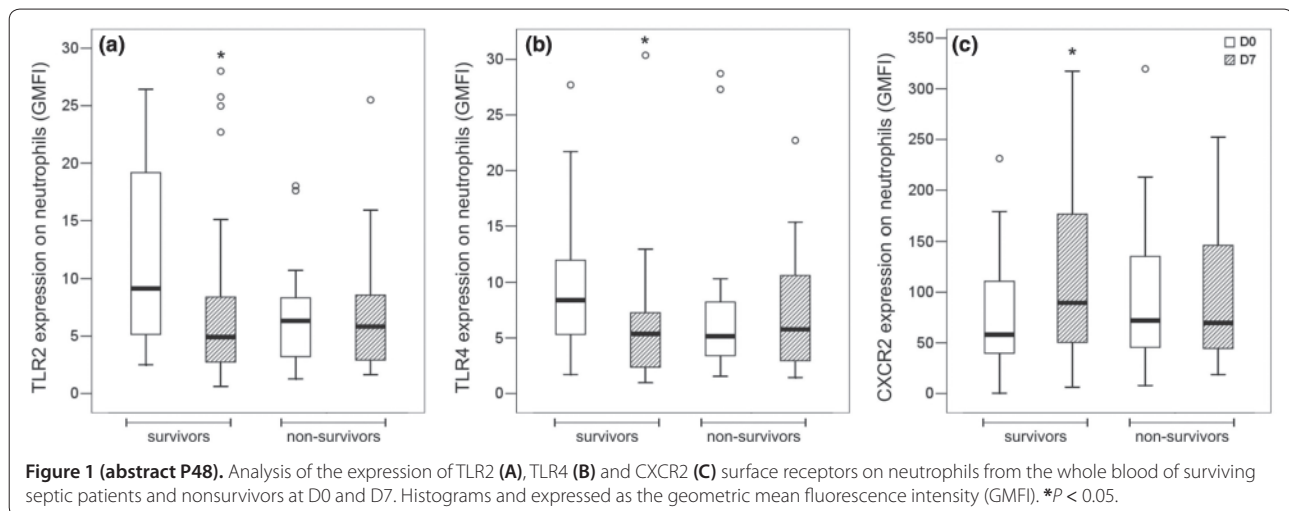 (a)
TLR2 expression on neutrophils (GMFI)
30
25
20
15
10
5
0
*
survivors
non-survivors
(b)
TLR4 expression on neutrophils (GMFI)
30
25
20
15
10
5
0
*
survivors
non-survivors
(c)
CXCR2 expression on neutrophils (GMFI)
350
300
250
200
150
100
50
0
*
D0
D7
survivors
non-survivors
Figure 1 (abstract P48). Analysis of the expression of TLR2 (A), TLR4 (B) and CXCR2 (C) surface receptors on neutrophils from the whole blood of surviving
septic patients and nonsurvivors at D0 and D7. Histograms and expressed as the geometric mean fluorescence intensity (GMFI). *P < 0.05.